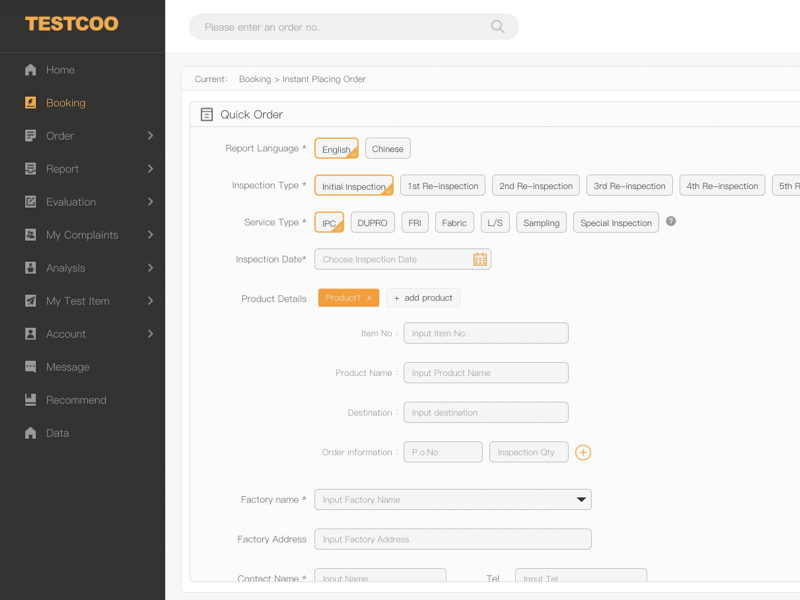 TESTCOO
Please enter an order no.
Home
Booking
Order
Report
Evaluation
My Complaints
Analysis
My Test Item
Account
Message
Recommend
Data
Current: Booking > Instant Placing Order
Quick Order
Report Language * English Chinese
Inspection Type * Initial Inspection 1st Re-inspection 2nd Re-inspection 3rd Re-inspection 4th Re-inspection 5th R
Service Type * IPC DUPRO FRI Fabric L/S Sampling Special Inspection ?
Inspection Date* Choose Inspection Date
Product Details Product1 X + add product
Item No : Input Item No.
Product Name : Input Product Name
Destination : Input destination
Order information : P.o.No Inspection Qty
Factory name * Input Factory Name
Factory Address Input Factory Address
Contact Name * Input Name Tel Input Tel